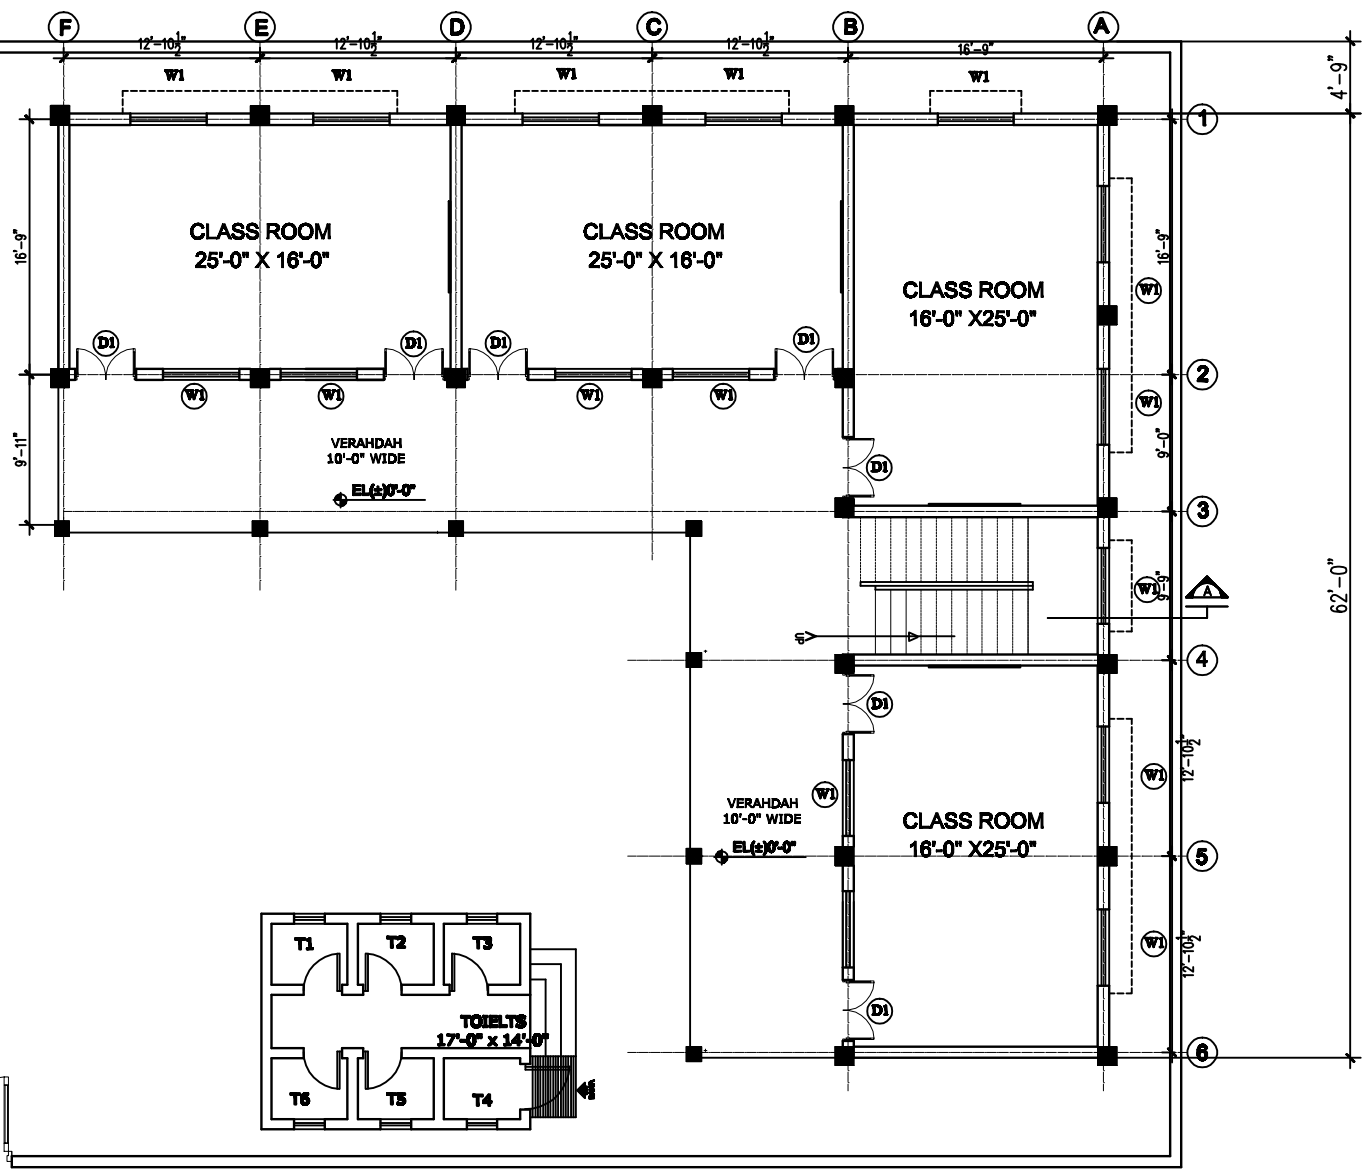 F E D C B A
12'-10½" 12'-10½" 12'-10½" 12'-10½" 16'-9"
W1 W1 W1 W1 W1
4'-9"
1
CLASS ROOM
25'-0" X 16'-0"
CLASS ROOM
25'-0" X 16'-0"
16'-9"
16'-9"
CLASS ROOM
16'-0" X25'-0"
W1
D1 D1 D1 D1
2
W1 W1 W1 W1
W1
9'-11"
9'-0"
VERAHDAH
10'-0" WIDE
EL(±)0'-0"
D1
3
W1
9'-9"
A
62'-0"
UP
4
D1
12'-10½"
W1
W1
VERAHDAH
10'-0" WIDE
EL(±)0'-0"
CLASS ROOM
16'-0" X25'-0"
5
W1
12'-10½"
D1
6
T1 T2 T3
TOIELTS
17'-0" x 14'-0"
T6 T5 T4